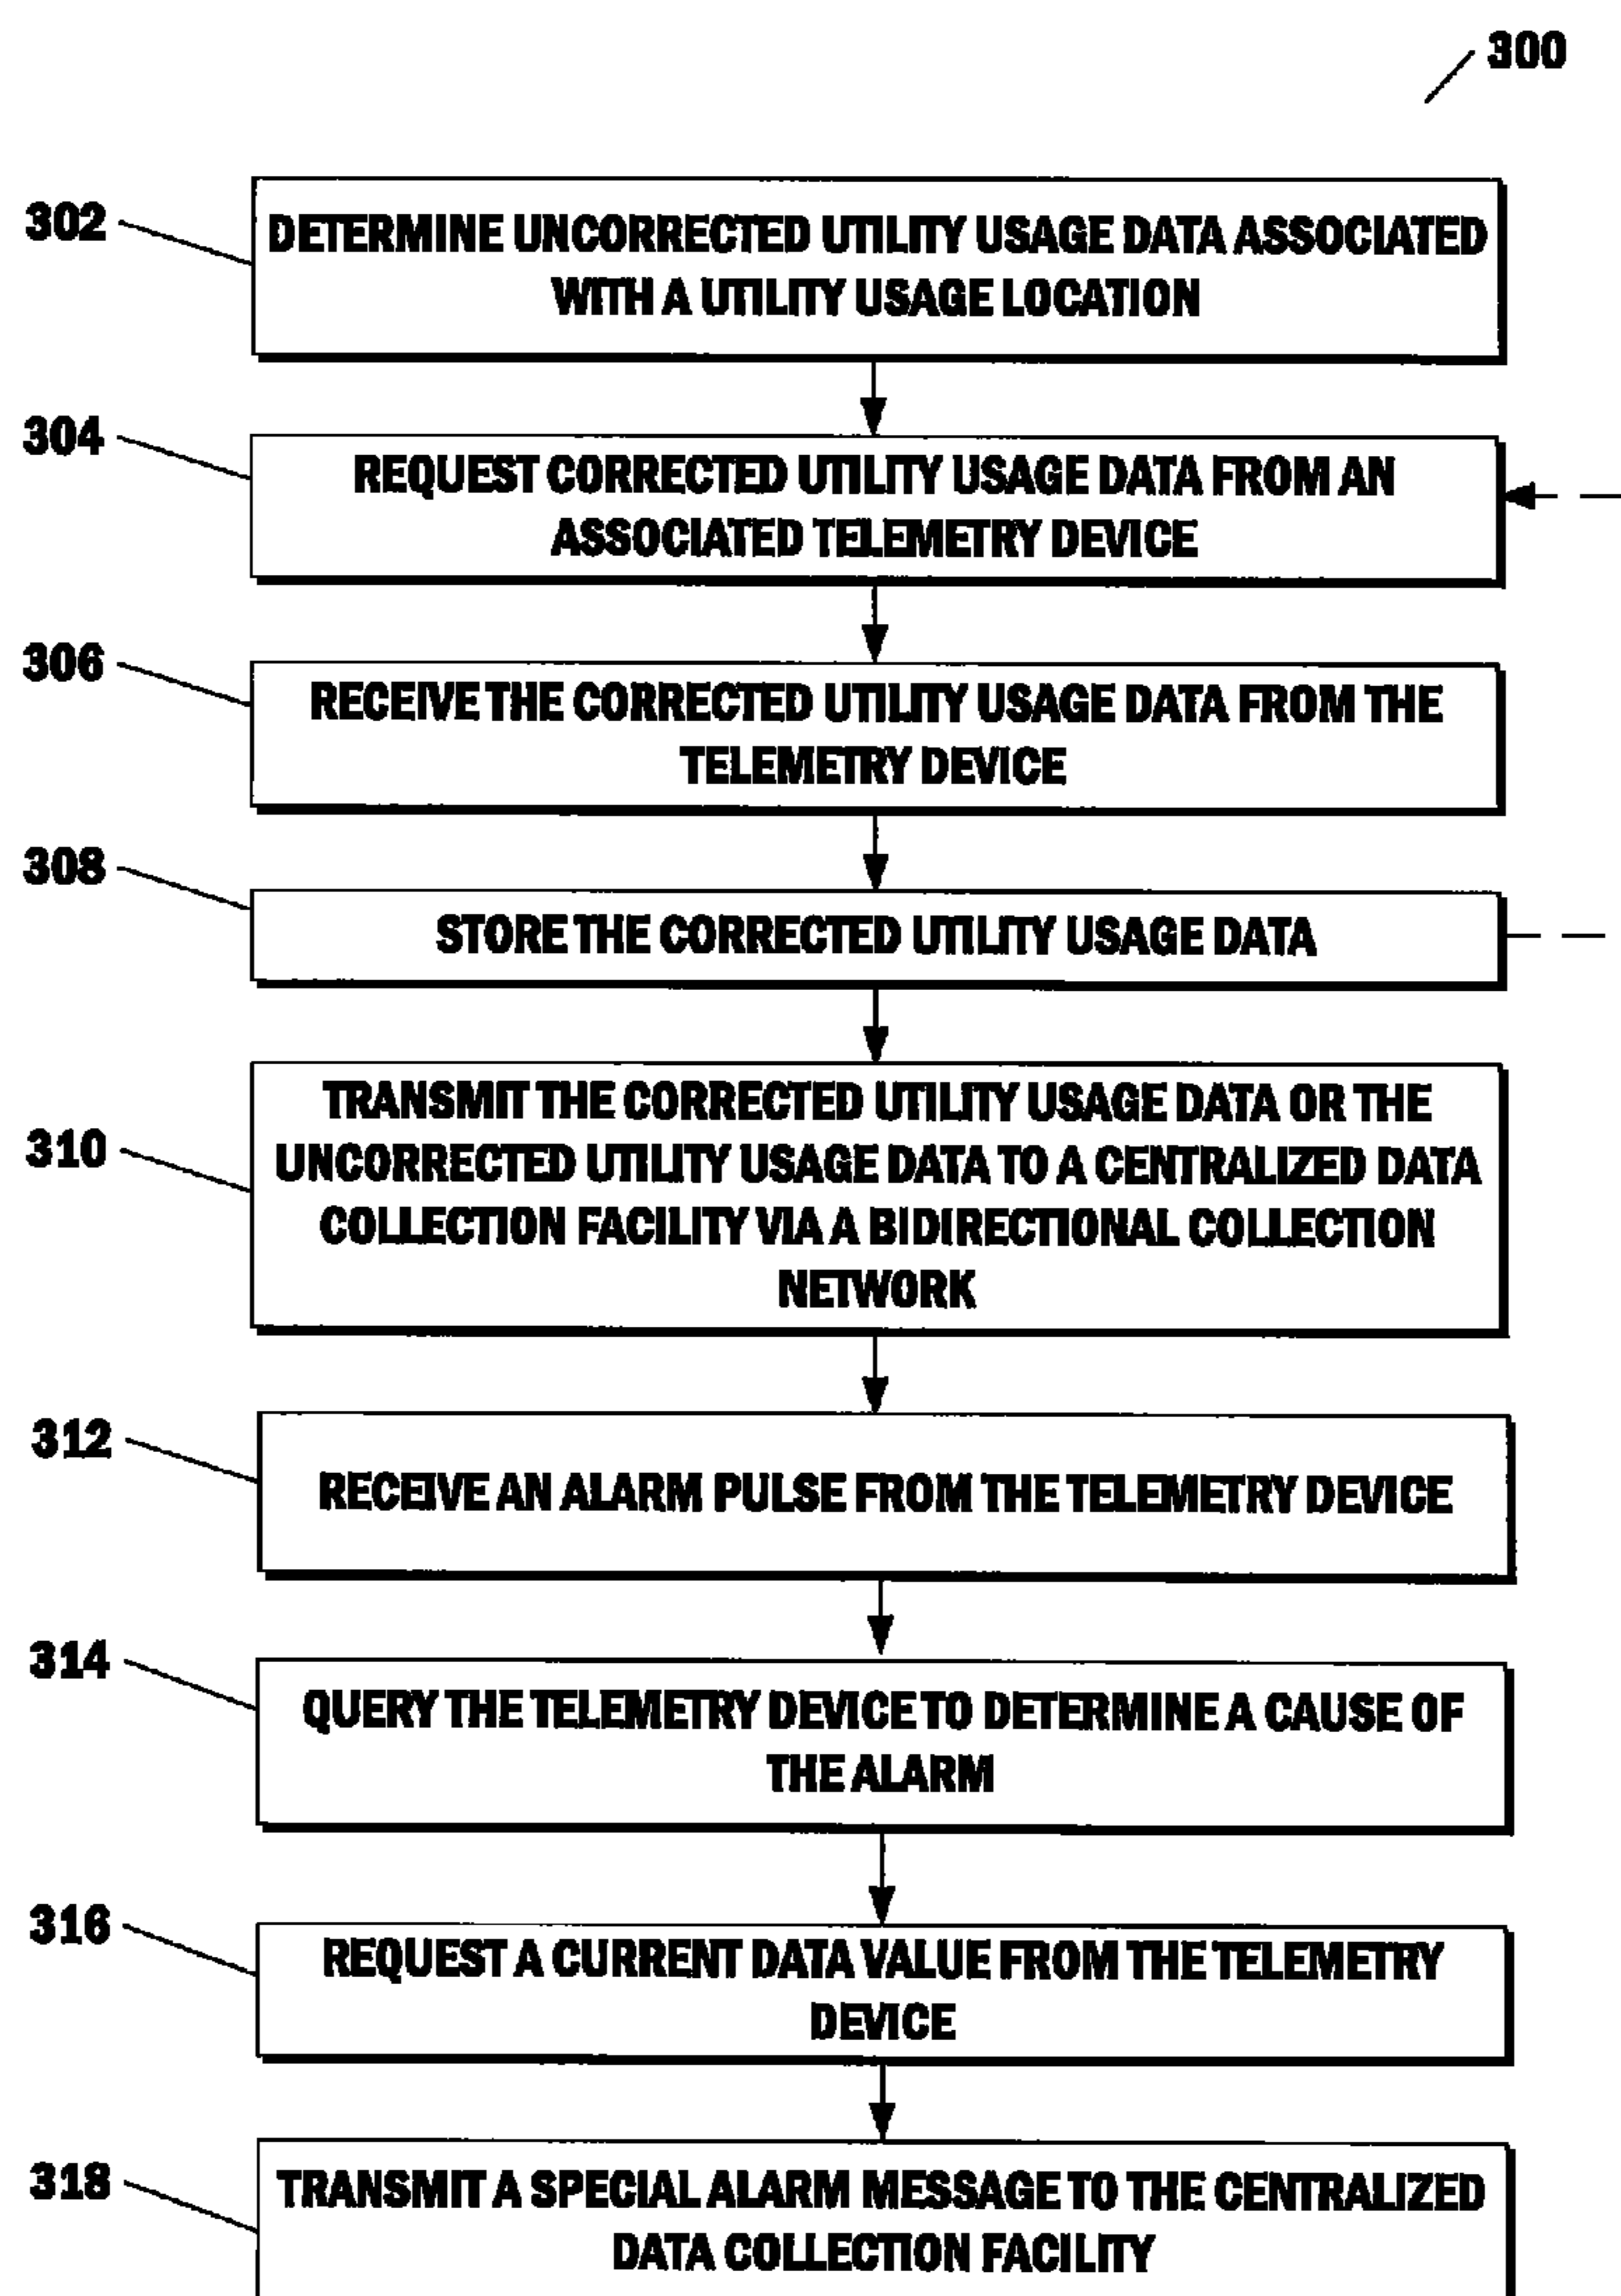 300
302
DETERMINE UNCORRECTED UTILITY USAGE DATA ASSOCIATED
WITH A UTILITY USAGE LOCATION
304
REQUEST CORRECTED UTILITY USAGE DATA FROM AN
ASSOCIATED TELEMETRY DEVICE
306
RECEIVE THE CORRECTED UTILITY USAGE DATA FROM THE
TELEMETRY DEVICE
308
STORE THE CORRECTED UTILITY USAGE DATA
310
TRANSMIT THE CORRECTED UTILITY USAGE DATA OR THE
UNCORRECTED UTILITY USAGE DATA TO A CENTRALIZED DATA
COLLECTION FACILITY VIA A BIDIRECTIONAL COLLECTION
NETWORK
312
RECEIVE AN ALARM PULSE FROM THE TELEMETRY DEVICE
314
QUERY THE TELEMETRY DEVICE TO DETERMINE A CAUSE OF
THE ALARM
316
REQUEST A CURRENT DATA VALUE FROM THE TELEMETRY
DEVICE
318
TRANSMIT A SPECIAL ALARM MESSAGE TO THE CENTRALIZED
DATA COLLECTION FACILITY